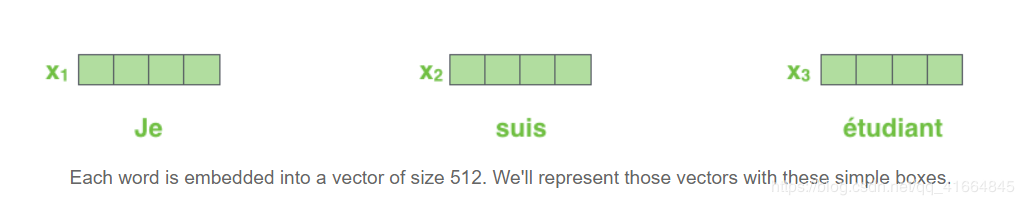 x1 x2 x3
Je suis étudiant
Each word is embedded into a vector of size 512. We'll represent those vectors with these simple boxes.
https://blog.csdn.net/qq_41664845